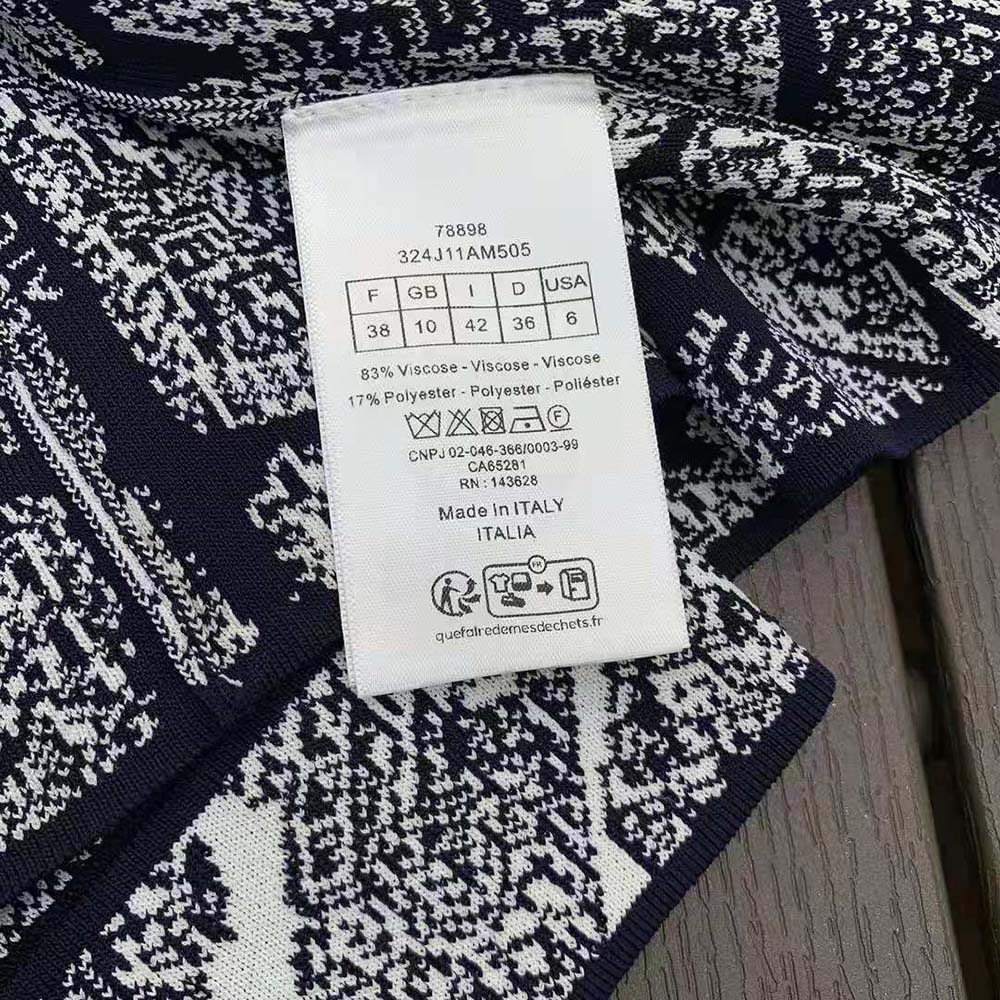 78898
324J11AM505
F GB I D USA
38 10 42 36 6
83% Viscose - Viscose - Viscose
17% Polyester - Polyester - Poliéster
F
CNPJ 02-046-366/0003-99
CA65281
RN : 143628
Made In ITALY
ITALIA
FR
quefairedemesdechets.fr